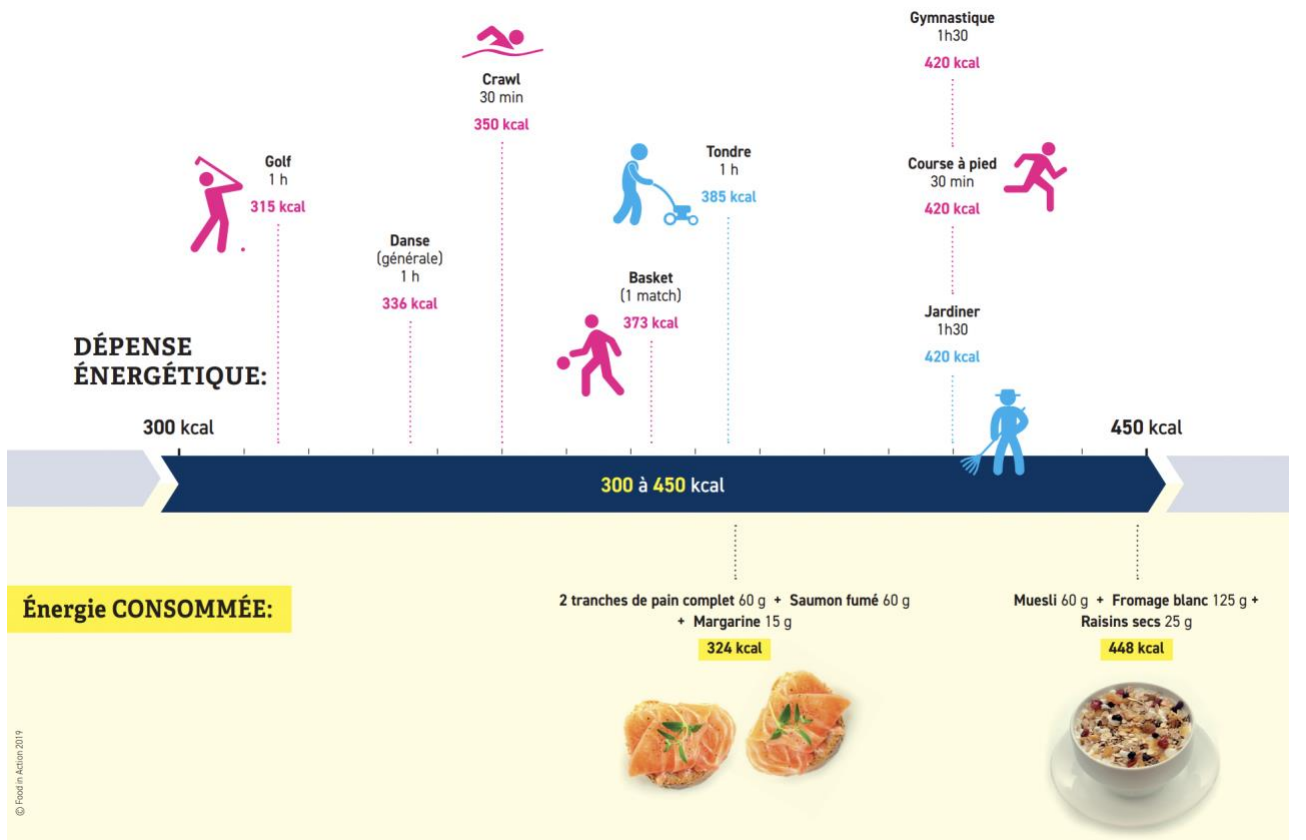 Gymnastique
1h30
420 kcal
Crawl
30 min
350 kcal
Golf
1 h
315 kcal
Tondre
1 h
385 kcal
Course à pied
30 min
420 kcal
Danse
(générale)
1 h
336 kcal
Basket
(1 match)
373 kcal
Jardiner
1h30
420 kcal
DÉPENSE
ÉNERGÉTIQUE:
300 kcal
450 kcal
300 à 450 kcal
Énergie CONSOMMÉE:
2 tranches de pain complet 60 g + Saumon fumé 60 g
+ Margarine 15 g
324 kcal
Muesli 60 g + Fromage blanc 125 g +
Raisins secs 25 g
448 kcal
© Food in Action 2019